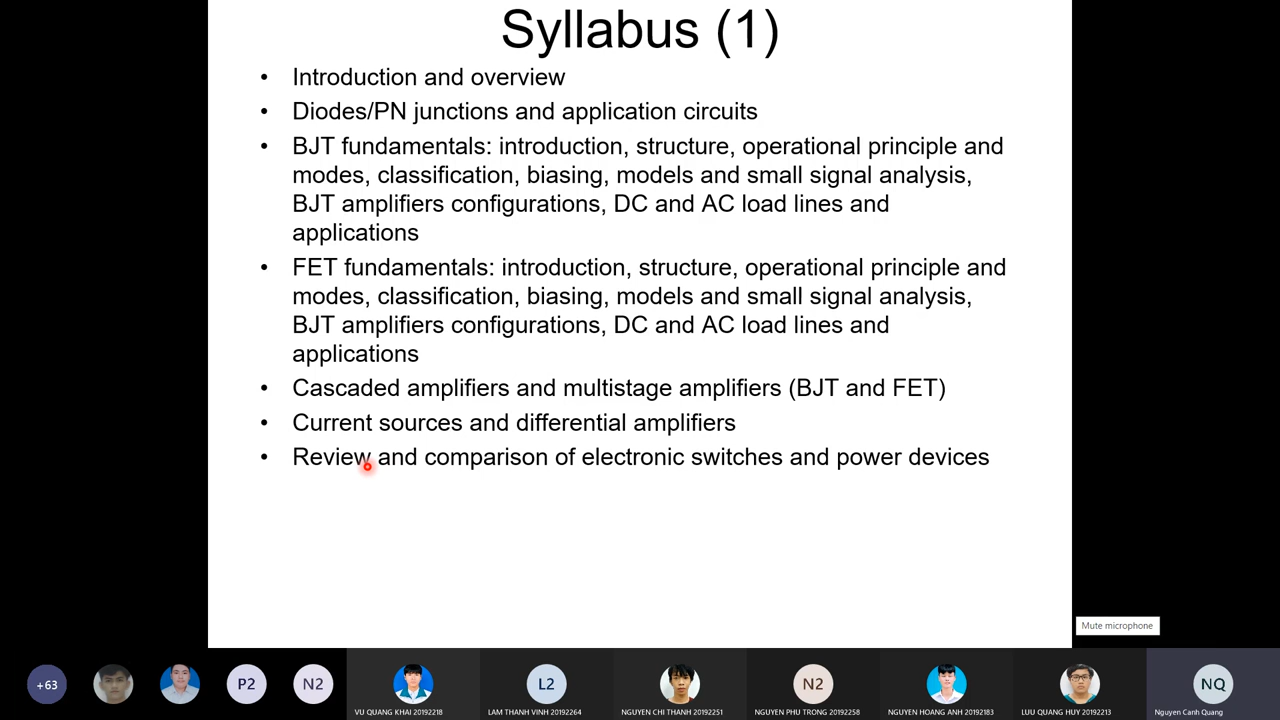 Syllabus (1)
• Introduction and overview
• Diodes/PN junctions and application circuits
• BJT fundamentals: introduction, structure, operational principle and
modes, classification, biasing, models and small signal analysis,
BJT amplifiers configurations, DC and AC load lines and
applications
• FET fundamentals: introduction, structure, operational principle and
modes, classification, biasing, models and small signal analysis,
BJT amplifiers configurations, DC and AC load lines and
applications
• Cascaded amplifiers and multistage amplifiers (BJT and FET)
• Current sources and differential amplifiers
• Review and comparison of electronic switches and power devices
Mute microphone
+63
P2
N2
L2
N2
NQ
VU QUANG KHAI 20192218
LAM THANH VINH 20192264
NGUYEN CHI THANH 20192251
NGUYEN PHU TRONG 20192258
NGUYEN HOANG ANH 20192183
LUU QUANG HUY 20192213
Nguyen Canh Quang